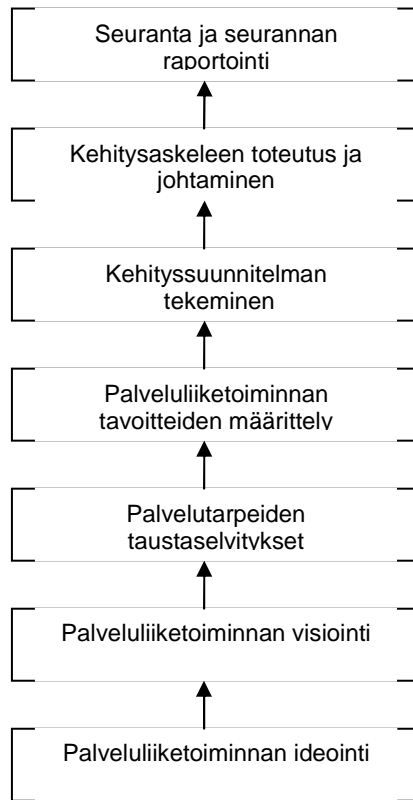 Seuranta ja seurannan
raportointi
Kehitysaskeleen toteutus ja
johtaminen
Kehityssuunnitelman
tekeminen
Palveluliiketoiminnan
tavoitteiden määrittely
Palvelutarpeiden
taustaselvitykset
Palveluliiketoiminnan visiointi
Palveluliiketoiminnan ideointi